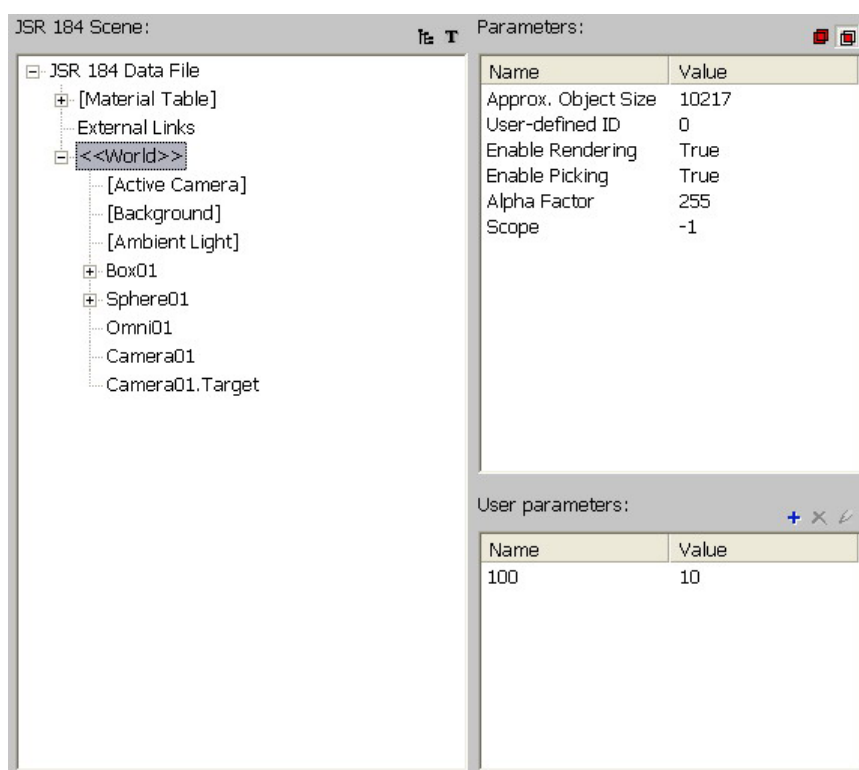 JSR 184 Scene:
T
JSR 184 Data File
[Material Table]
External Links
<<World>>
[Active Camera]
[Background]
[Ambient Light]
Box01
Sphere01
Omni01
Camera01
Camera01.Target
Parameters:
Name Value
Approx. Object Size 10217
User-defined ID 0
Enable Rendering True
Enable Picking True
Alpha Factor 255
Scope -1
User parameters:
Name Value
100 10